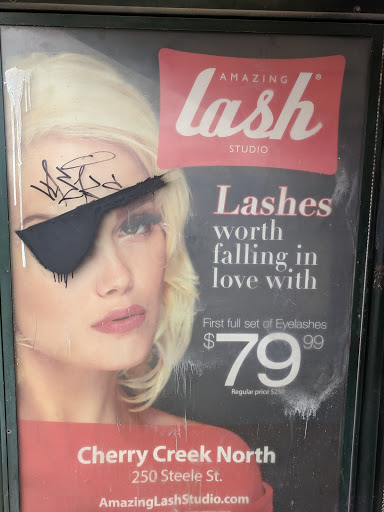 AMAZING
lash®
STUDIO
Lashes
worth
falling in
love with
First full set of Eyelashes
$79.99
Cherry Creek North
250 Steele St.
AmazingLashStudio.com